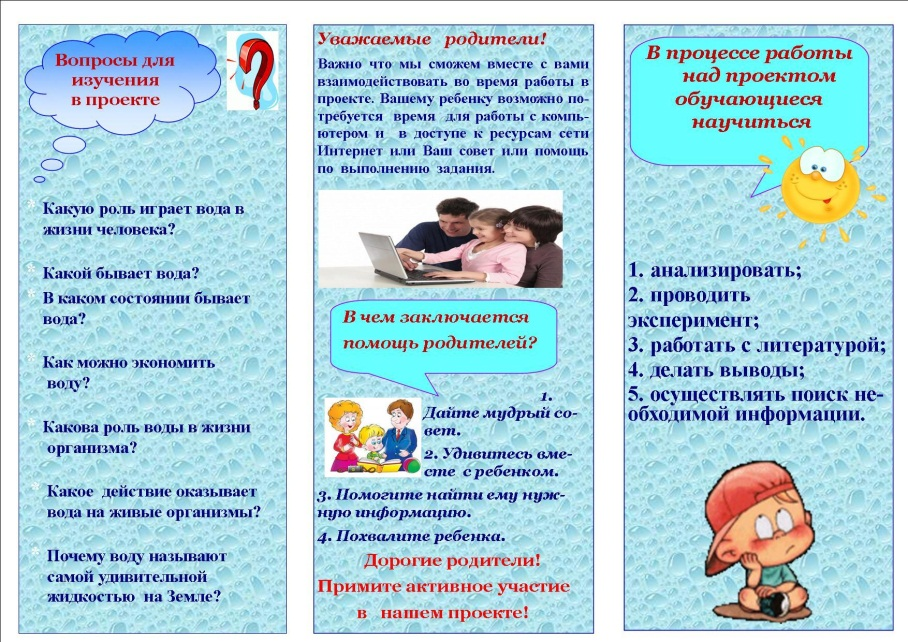 Вопросы для
изучения
в проекте
Какую роль играет вода в
жизни человека?
Какой бывает вода?
В каком состоянии бывает
вода?
Как можно экономить
воду?
Какова роль воды в жизни
организма?
Какое действие оказывает
вода на живые организмы?
Почему воду называют
самой удивительной
жидкостью на Земле?
Уважаемые родители!
Важно что мы сможем вместе с вами
взаимодействовать во время работы в
проекте. Вашему ребенку возможно по-
требуется время для работы с компь-
ютером и в доступе к ресурсам сети
Интернет или Ваш совет или помощь
по выполнению задания.
В чем заключается
помощь родителей?
1.
Дайте мудрый со-
вет.
2. Удивитесь вме-
сте с ребенком.
3. Помогите найти ему нуж-
ную информацию.
4. Похвалите ребенка.
Дорогие родители!
Примите активное участие
в нашем проекте!
В процессе работы
над проектом
обучающиеся
научиться
1. анализировать;
2. проводить
эксперимент;
3. работать с литературой;
4. делать выводы;
5. осуществлять поиск не-
обходимой информации.